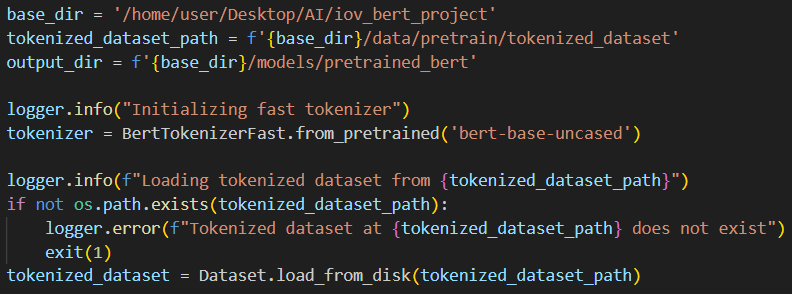 base_dir = '/home/user/Desktop/AI/iov_bert_project'
tokenized_dataset_path = f'{base_dir}/data/pretrain/tokenized_dataset'
output_dir = f'{base_dir}/models/pretrained_bert'

logger.info("Initializing fast tokenizer")
tokenizer = BertTokenizerFast.from_pretrained('bert-base-uncased')

logger.info(f"Loading tokenized dataset from {tokenized_dataset_path}")
if not os.path.exists(tokenized_dataset_path):
    logger.error(f"Tokenized dataset at {tokenized_dataset_path} does not exist")
    exit(1)
tokenized_dataset = Dataset.load_from_disk(tokenized_dataset_path)